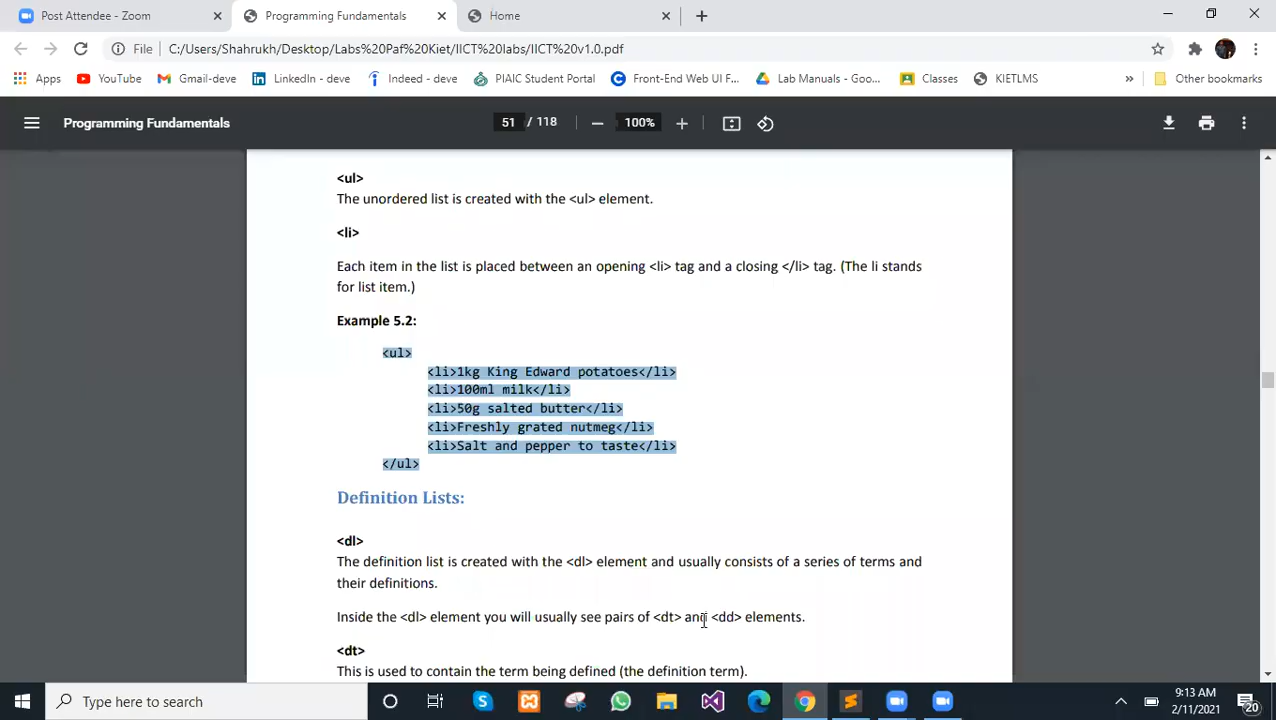 Post Attendee - Zoom
Programming Fundamentals
Home
File
C:/Users/Shahrukh/Desktop/Labs%20Paf%20Kiet/IICT%20labs/IICT%20v1.0.pdf
Apps
YouTube
Gmail-deve
LinkedIn - deve
Indeed - deve
PIAIC Student Portal
Front-End Web UI F...
Lab Manuals - Goo...
Classes
KIETLMS
»
Other bookmarks
Programming Fundamentals
51 / 118
100%
<ul>
The unordered list is created with the <ul> element.
<li>
Each item in the list is placed between an opening <li> tag and a closing </li> tag. (The li stands
for list item.)
Example 5.2:
<ul>
<li>1kg King Edward potatoes</li>
<li>100ml milk</li>
<li>50g salted butter</li>
<li>Freshly grated nutmeg</li>
<li>Salt and pepper to taste</li>
</ul>
Definition Lists:
<dl>
The definition list is created with the <dl> element and usually consists of a series of terms and
their definitions.
Inside the <dl> element you will usually see pairs of <dt> and <dd> elements.
<dt>
This is used to contain the term being defined (the definition term).
Type here to search
9:13 AM
2/11/2021
20